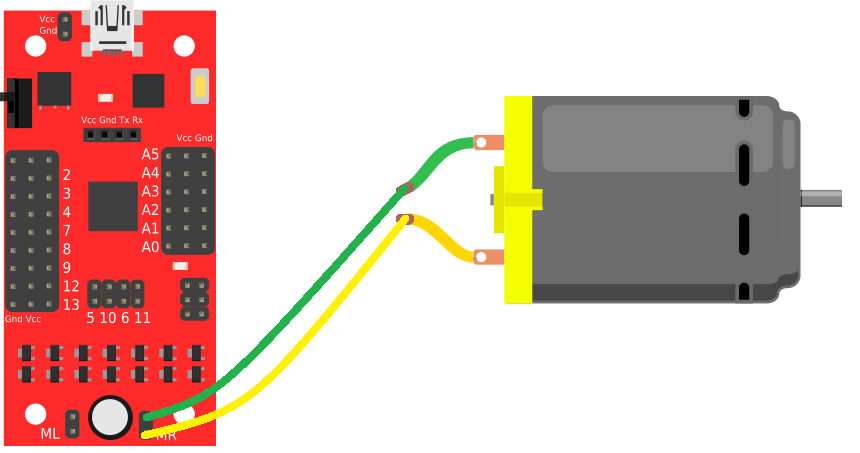 Vcc
Gnd
Vcc Gnd Tx Rx
Vcc Gnd
A5
A4
A3
A2
A1
A0
2
3
4
7
8
9
12
13
Gnd Vcc
5 10 6 11
ML
MR